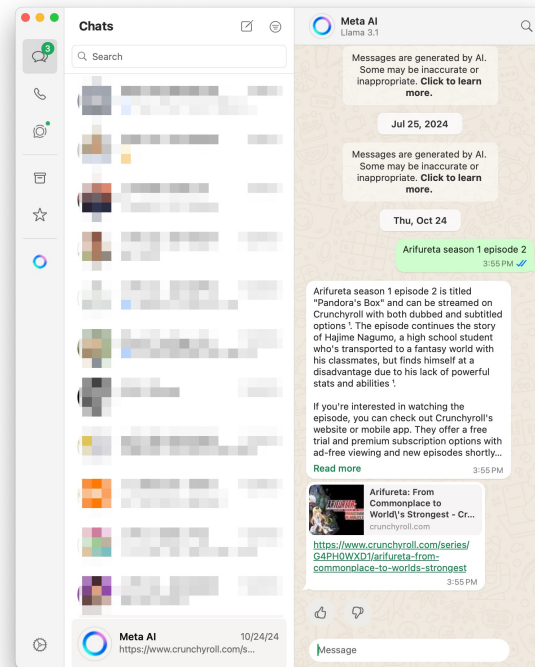 3
Chats
Search
Meta AI
10/24/24
https://www.crunchyroll.com/s...
Meta AI
Llama 3.1
Messages are generated by AI.
Some may be inaccurate or
inappropriate. Click to learn
more.
Jul 25, 2024
Messages are generated by AI.
Some may be inaccurate or
inappropriate. Click to learn
more.
Thu, Oct 24
Arifureta season 1 episode 2
3:55 PM
Arifureta season 1 episode 2 is titled
"Pandora's Box" and can be streamed on
Crunchyroll with both dubbed and subtitled
options ¹. The episode continues the story
of Hajime Nagumo, a high school student
who's transported to a fantasy world with
his classmates, but finds himself at a
disadvantage due to his lack of powerful
stats and abilities ¹.
If you're interested in watching the
episode, you can check out Crunchyroll's
website or mobile app. They offer a free
trial and premium subscription options with
ad-free viewing and new episodes shortly...
Read more
3:55 PM
Arifureta: From
Commonplace to
World\'s Strongest - Cr...
crunchyroll.com
https://www.crunchyroll.com/series/
G4PH0WXD1/arifureta-from-
commonplace-to-worlds-strongest
3:55 PM
Message